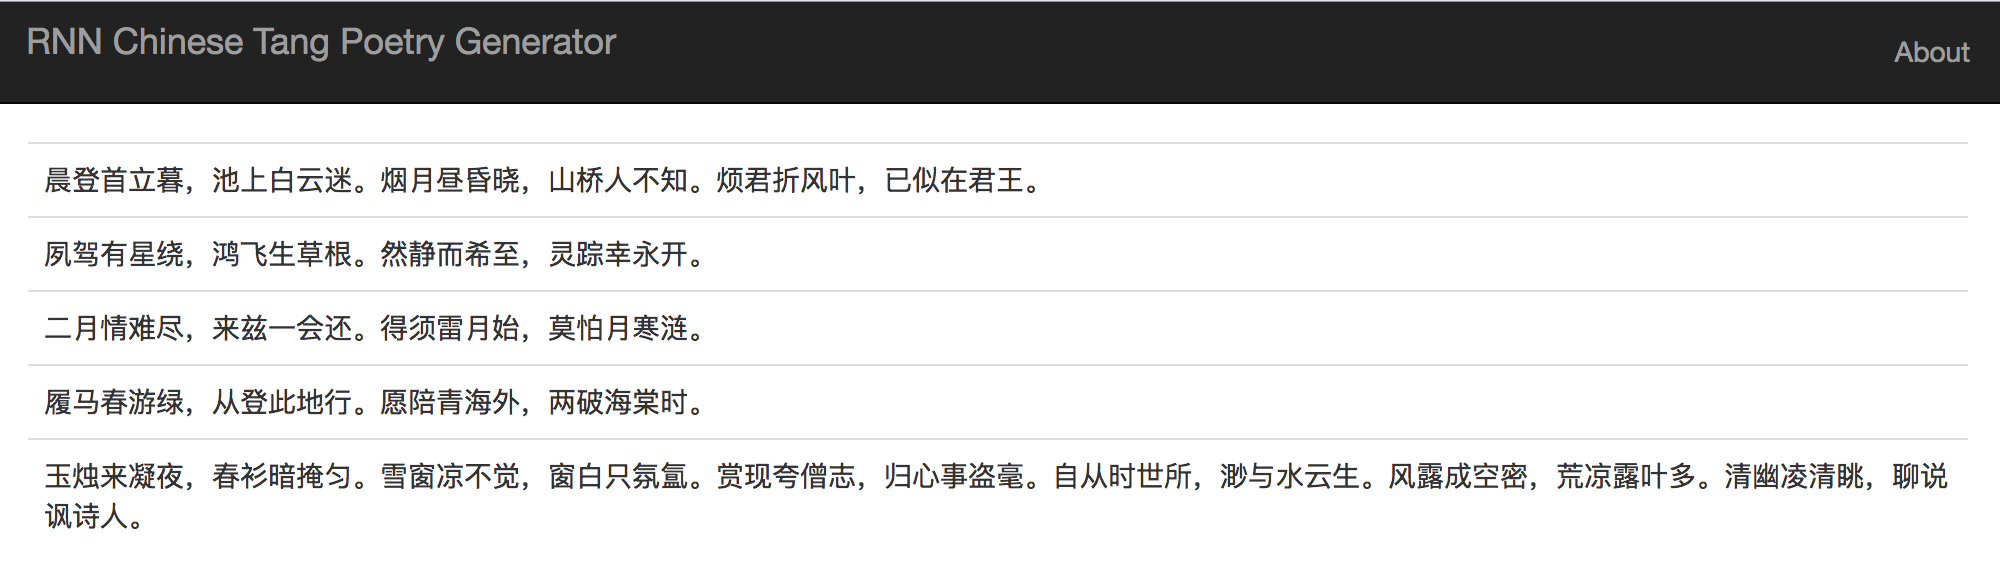 RNN Chinese Tang Poetry Generator
About
晨登首立暮，池上白云迷。烟月昼昏晓，山桥人不知。烦君折风叶，已似在君王。
夙驾有星绕，鸿飞生草根。然静而希至，灵踪幸永开。
二月情难尽，来兹一会还。得须雷月始，莫怕月寒涟。
履马春游绿，从登此地行。愿陪青海外，两破海棠时。
玉烛来凝夜，春衫暗掩匀。雪窗凉不觉，窗白只氛氲。赏现夸僧志，归心事盗毫。自从时世所，渺与水云生。风露成空密，荒凉露叶多。清幽凌清眺，聊说
讽诗人。